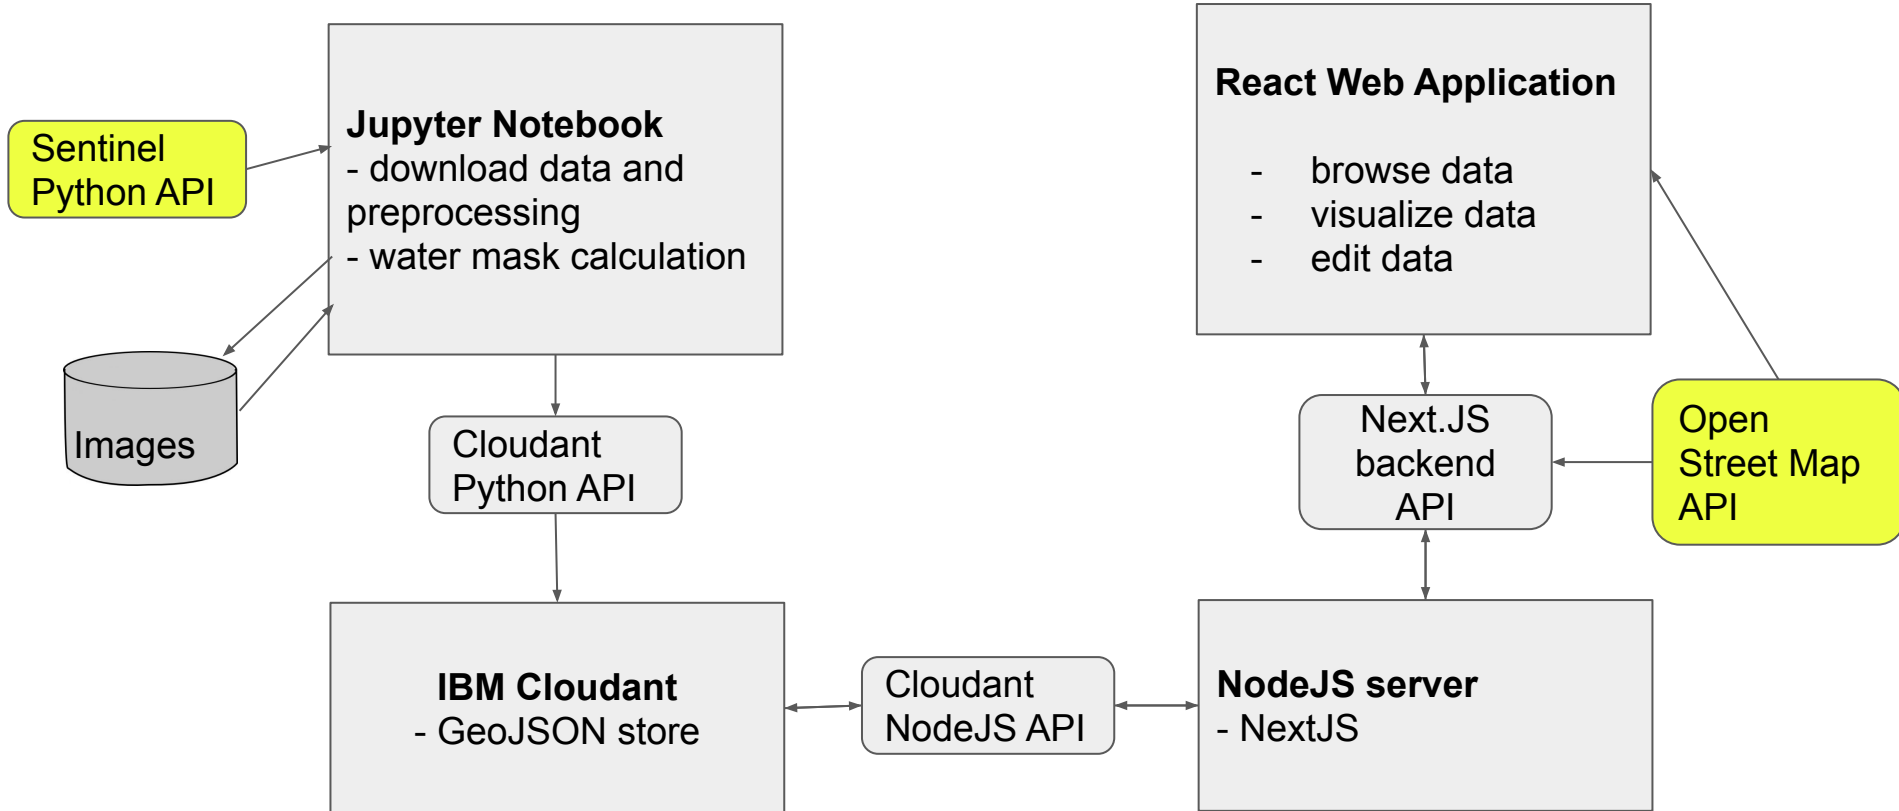 Sentinel
Python API
Jupyter Notebook
- download data and
preprocessing
- water mask calculation
Images
Cloudant
Python API
IBM Cloudant
- GeoJSON store
Cloudant
NodeJS API
React Web Application
- browse data
- visualize data
- edit data
Next.JS
backend
API
Open
Street Map
API
NodeJS server
- NextJS